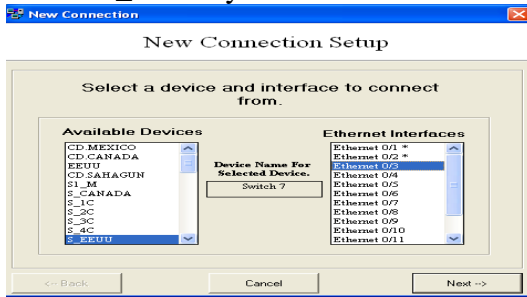 New Connection
New Connection Setup
Select a device and interface to connect
from.
Available Devices
Ethernet Interfaces
CD.MEXICO
CD.CANADA
EEUU
CD.SAHAGUN
S1_M
S_CANADA
S_1C
S_2C
S_3C
S_4C
S_EEUU
Device Name For
Selected Device.
Switch 7
Ethernet 0/1 *
Ethernet 0/2 *
Ethernet 0/3
Ethernet 0/4
Ethernet 0/5
Ethernet 0/6
Ethernet 0/7
Ethernet 0/8
Ethernet 0/9
Ethernet 0/10
Ethernet 0/11
<-- Back
Cancel
Next -->